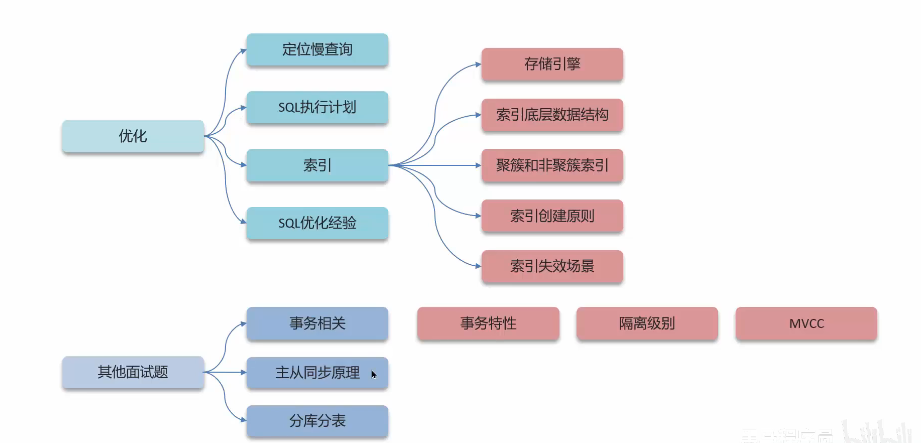 定位慢查询
存储引擎
SQL执行计划
索引底层数据结构
优化
索引
聚簇和非聚簇索引
SQL优化经验
索引创建原则
索引失效场景
事务相关
事务特性
隔离级别
MVCC
其他面试题
主从同步原理
分库分表